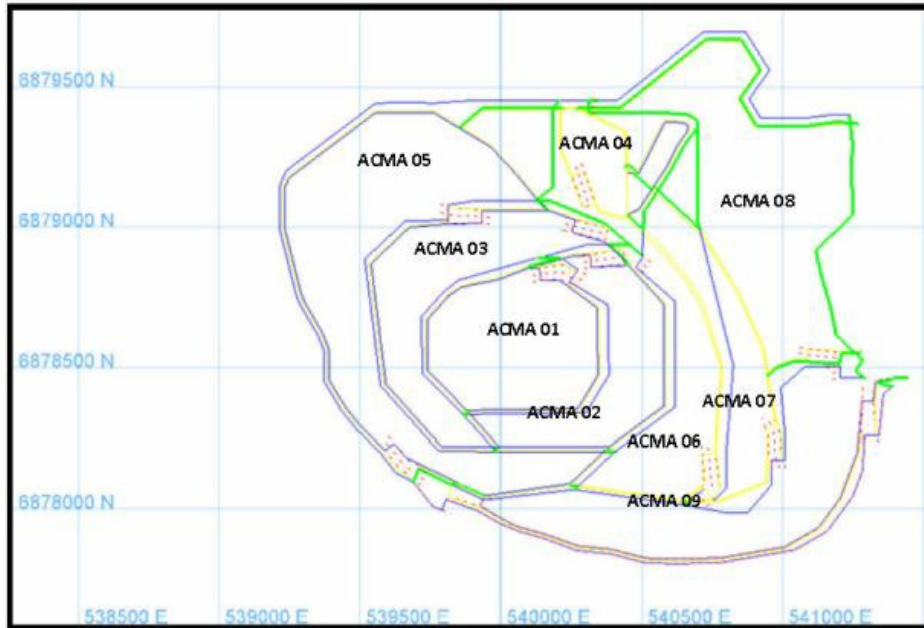 6879500 N
ACMA 04
ACMA 05
ACMA 08
6879000 N
ACMA 03
ACMA 01
6878500 N
ACMA 07
ACMA 02
ACMA 06
6878000 N
ACMA 09
538500 E
539000 E
539500 E
540000 E
540500 E
541000 E